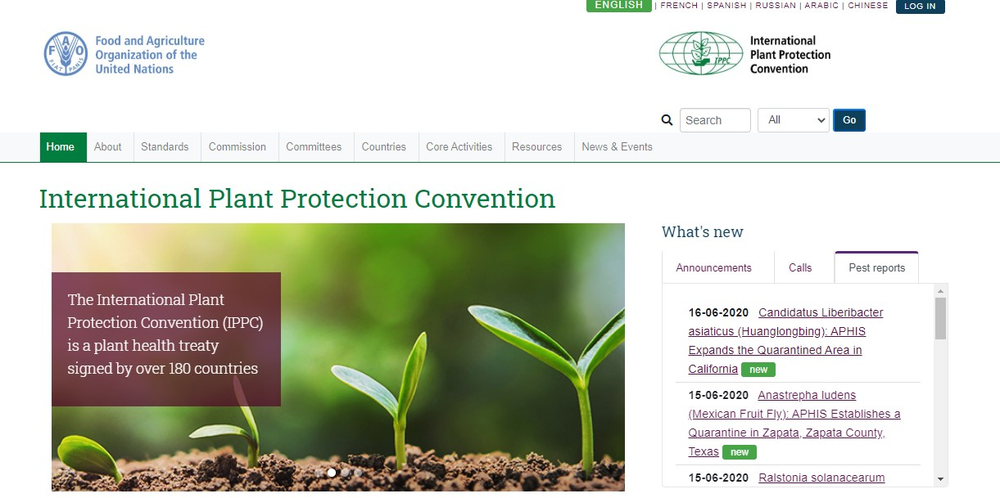 ENGLISH | FRENCH | SPANISH | RUSSIAN | ARABIC | CHINESE LOG IN
FAO
FIAT PANIS
Food and Agriculture
Organization of the
United Nations
IPPC
International
Plant Protection
Convention
Search All Go
Home About Standards Commission Committees Countries Core Activities Resources News & Events
International Plant Protection Convention
The International Plant
Protection Convention (IPPC)
is a plant health treaty
signed by over 180 countries
What's new
Announcements Calls Pest reports
16-06-2020 Candidatus Liberibacter
asiaticus (Huanglongbing): APHIS
Expands the Quarantined Area in
California new
15-06-2020 Anastrepha ludens
(Mexican Fruit Fly): APHIS Establishes a
Quarantine in Zapata, Zapata County,
Texas new
15-06-2020 Ralstonia solanacearum